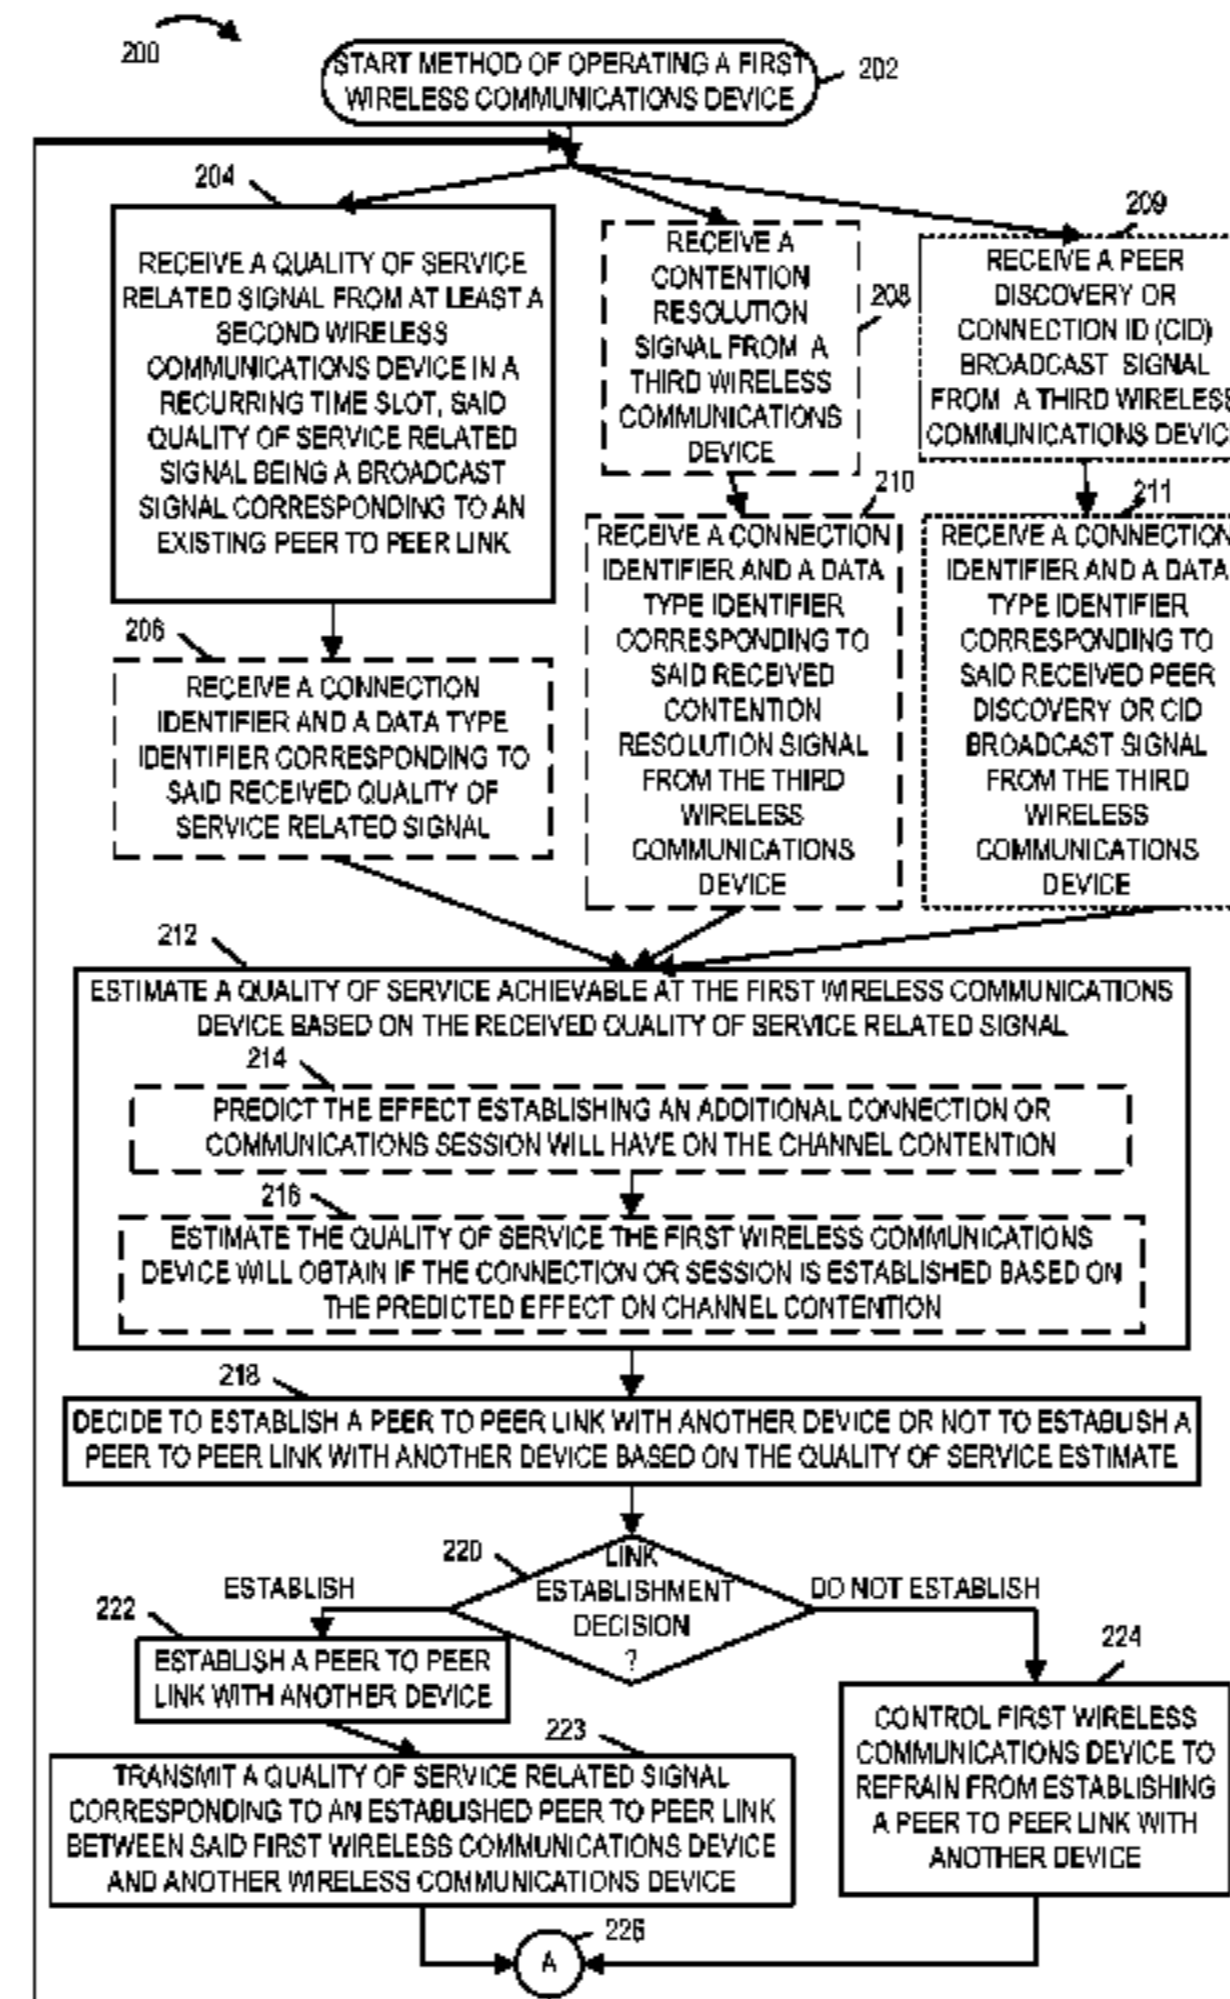 200
START METHOD OF OPERATING A FIRST
WIRELESS COMMUNICATIONS DEVICE
202
204
RECEIVE A QUALITY OF SERVICE
RELATED SIGNAL FROM AT LEAST A
SECOND WIRELESS
COMMUNICATIONS DEVICE IN A
RECURRING TIME SLOT, SAID
QUALITY OF SERVICE RELATED
SIGNAL BEING A BROADCAST
SIGNAL CORRESPONDING TO AN
EXISTING PEER TO PEER LINK
RECEIVE A
CONTENTION
RESOLUTION
SIGNAL FROM A
THIRD WIRELESS
COMMUNICATIONS
DEVICE
208
209
RECEIVE A PEER
DISCOVERY OR
CONNECTION ID (CID)
BROADCAST SIGNAL
FROM A THIRD WIRELESS
COMMUNICATIONS DEVIC
206
RECEIVE A CONNECTION
IDENTIFIER AND A DATA TYPE
IDENTIFIER CORRESPONDING TO
SAID RECEIVED QUALITY OF
SERVICE RELATED SIGNAL
210
RECEIVE A CONNECTION
IDENTIFIER AND A DATA
TYPE IDENTIFIER
CORRESPONDING TO
SAID RECEIVED
CONTENTION
RESOLUTION SIGNAL
FROM THE THIRD
WIRELESS
COMMUNICATIONS
DEVICE
211
RECEIVE A CONNECTION
IDENTIFIER AND A DATA
TYPE IDENTIFIER
CORRESPONDING TO
SAID RECEIVED PEER
DISCOVERY OR CID
BROADCAST SIGNAL
FROM THE THIRD
WIRELESS
COMMUNICATIONS
DEVICE
212
ESTIMATE A QUALITY OF SERVICE ACHIEVABLE AT THE FIRST WIRELESS COMMUNICATIONS
DEVICE BASED ON THE RECEIVED QUALITY OF SERVICE RELATED SIGNAL
214
PREDICT THE EFFECT ESTABLISHING AN ADDITIONAL CONNECTION OR
COMMUNICATIONS SESSION WILL HAVE ON THE CHANNEL CONTENTION
216
ESTIMATE THE QUALITY OF SERVICE THE FIRST WIRELESS COMMUNICATIONS
DEVICE WILL OBTAIN IF THE CONNECTION OR SESSION IS ESTABLISHED BASED ON
THE PREDICTED EFFECT ON CHANNEL CONTENTION
218
DECIDE TO ESTABLISH A PEER TO PEER LINK WITH ANOTHER DEVICE OR NOT TO ESTABLISH A
PEER TO PEER LINK WITH ANOTHER DEVICE BASED ON THE QUALITY OF SERVICE ESTIMATE
220
LINK
ESTABLISHMENT
DECISION
?
ESTABLISH
DO NOT ESTABLISH
222
ESTABLISH A PEER TO PEER
LINK WITH ANOTHER DEVICE
223
TRANSMIT A QUALITY OF SERVICE RELATED SIGNAL
CORRESPONDING TO AN ESTABLISHED PEER TO PEER LINK
BETWEEN SAID FIRST WIRELESS COMMUNICATIONS DEVICE
AND ANOTHER WIRELESS COMMUNICATIONS DEVICE
224
CONTROL FIRST WIRELESS
COMMUNICATIONS DEVICE TO
REFRAIN FROM ESTABLISHING
A PEER TO PEER LINK WITH
ANOTHER DEVICE
A
226